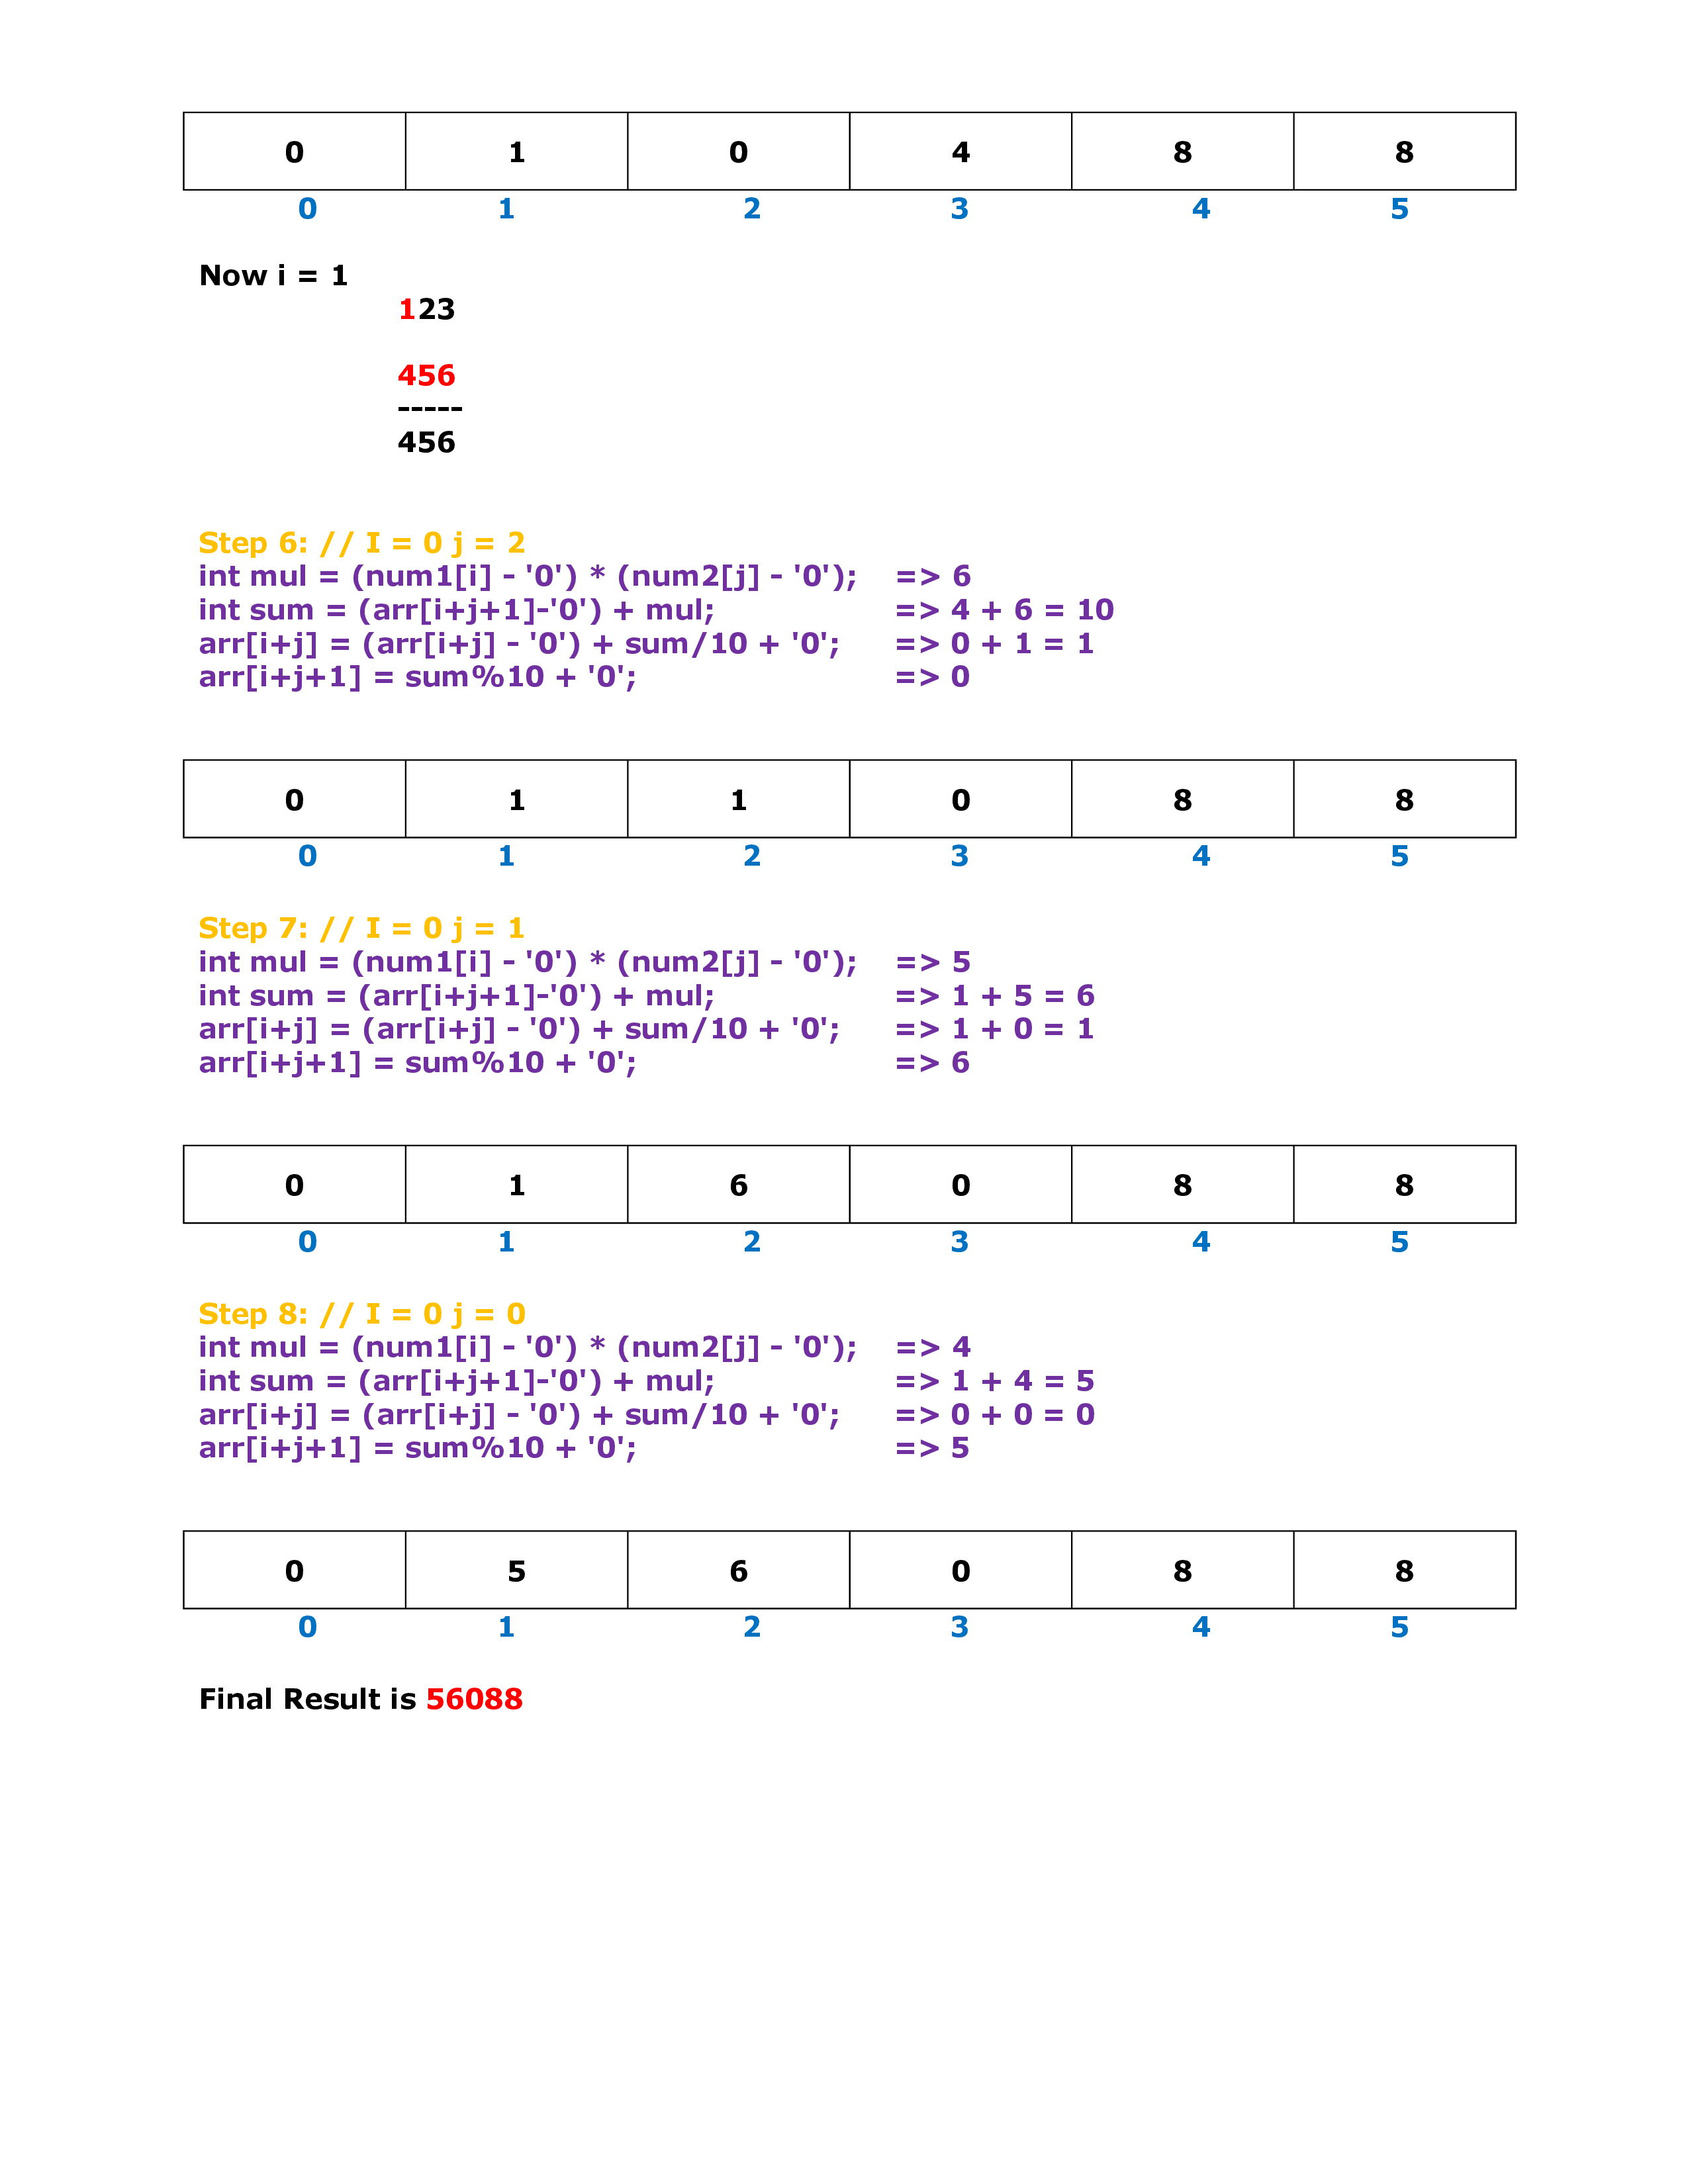 0 1 0 4 8 8
0 1 2 3 4 5
Now i = 1
123
456
-----
456
Step 6: // I = 0 j = 2
int mul = (num1[i] - '0') * (num2[j] - '0'); => 6
int sum = (arr[i+j+1]-'0') + mul; => 4 + 6 = 10
arr[i+j] = (arr[i+j] - '0') + sum/10 + '0'; => 0 + 1 = 1
arr[i+j+1] = sum%10 + '0'; => 0
0 1 1 0 8 8
0 1 2 3 4 5
Step 7: // I = 0 j = 1
int mul = (num1[i] - '0') * (num2[j] - '0'); => 5
int sum = (arr[i+j+1]-'0') + mul; => 1 + 5 = 6
arr[i+j] = (arr[i+j] - '0') + sum/10 + '0'; => 1 + 0 = 1
arr[i+j+1] = sum%10 + '0'; => 6
0 1 6 0 8 8
0 1 2 3 4 5
Step 8: // I = 0 j = 0
int mul = (num1[i] - '0') * (num2[j] - '0'); => 4
int sum = (arr[i+j+1]-'0') + mul; => 1 + 4 = 5
arr[i+j] = (arr[i+j] - '0') + sum/10 + '0'; => 0 + 0 = 0
arr[i+j+1] = sum%10 + '0'; => 5
0 5 6 0 8 8
0 1 2 3 4 5
Final Result is 56088